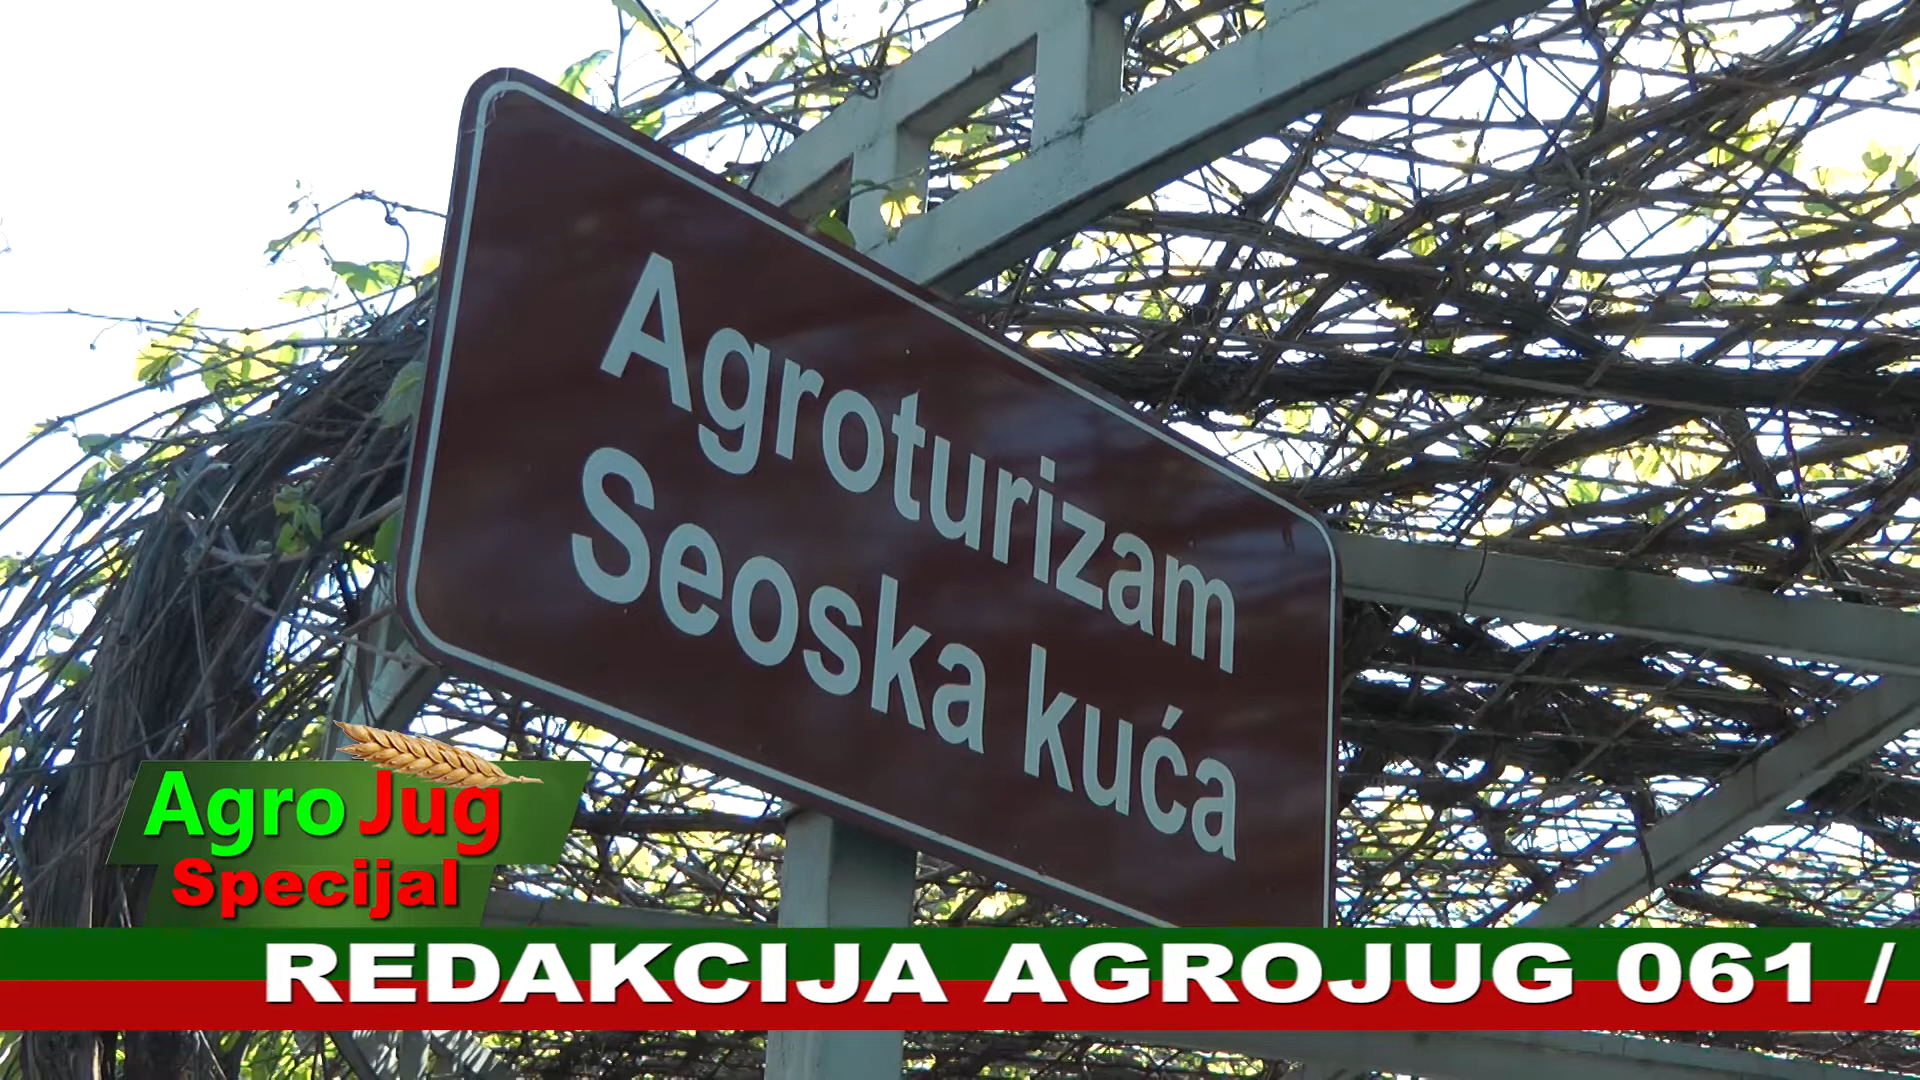 Agroturizam
Seoska kuća
Agro Jug
Specijal
REDAKCIJA AGROJUG 061 /